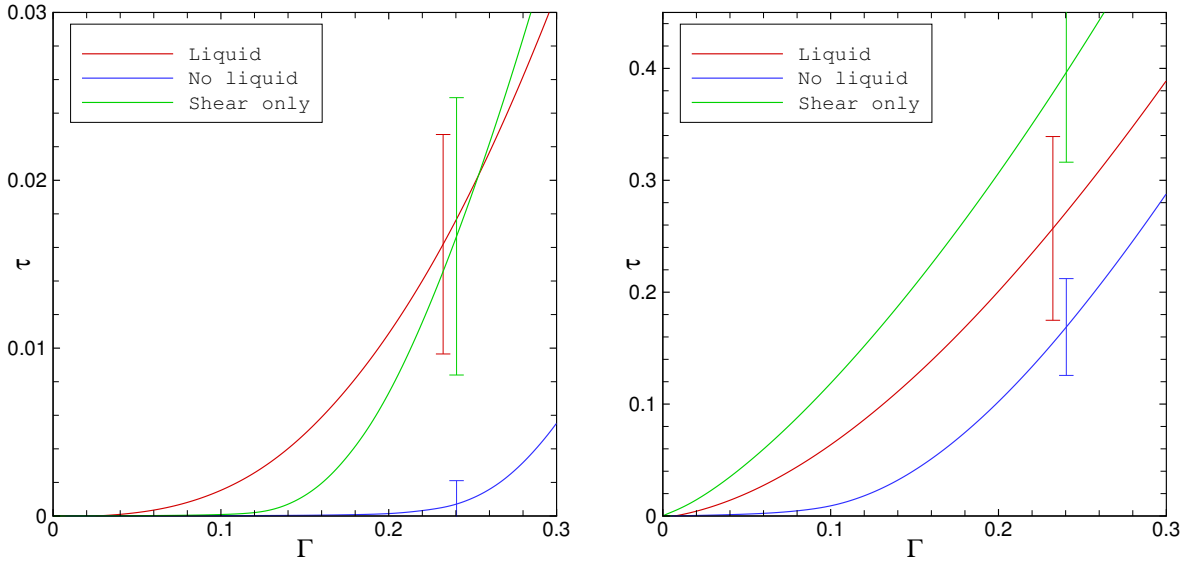 0.03
Liquid
No liquid
Shear only
0.02
τ
0.01
0
0 0.1 0.2 0.3
Γ
0.4
Liquid
No liquid
Shear only
0.3
τ
0.2
0.1
0
0 0.1 0.2 0.3
Γ